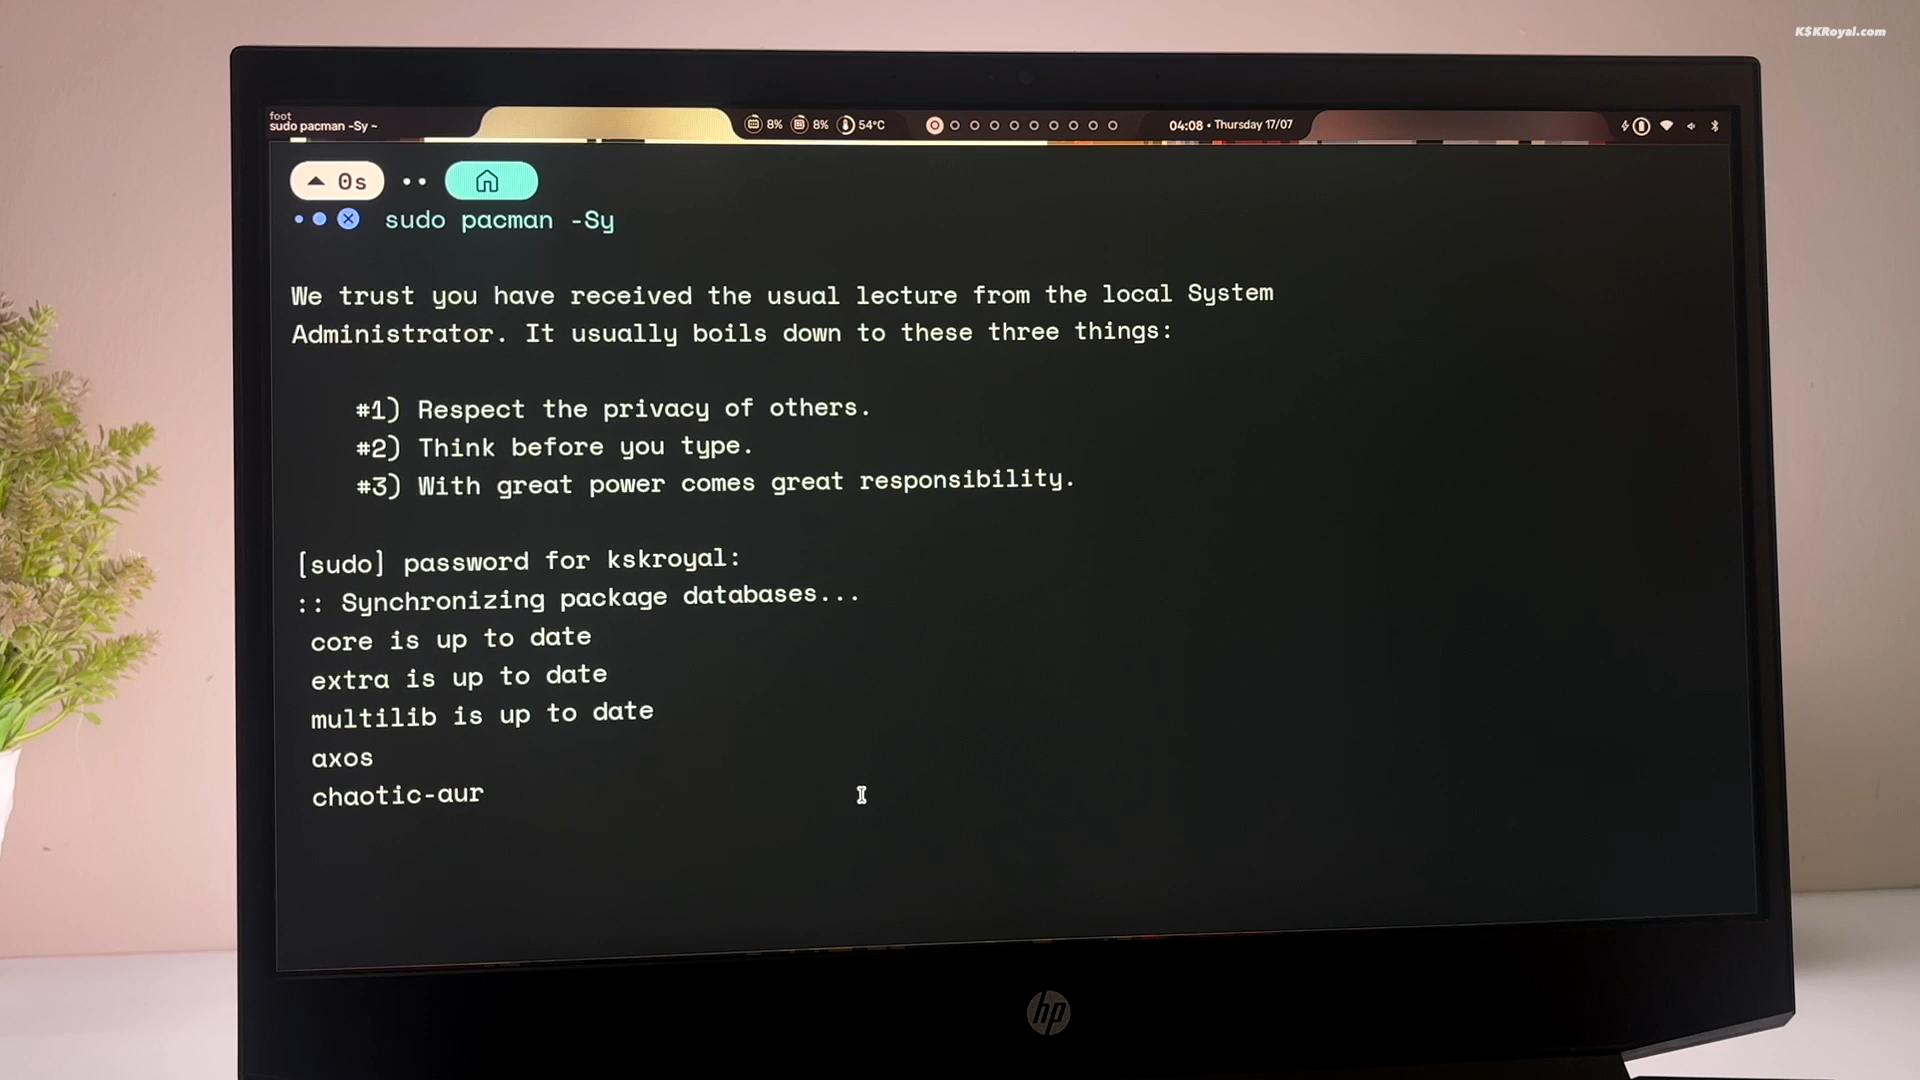 K$KRoyal.com
foot
sudo pacman -Sy ~
8% 8% 54°C
04:08 • Thursday 17/07
0s
sudo pacman -Sy
We trust you have received the usual lecture from the local System
Administrator. It usually boils down to these three things:
#1) Respect the privacy of others.
#2) Think before you type.
#3) With great power comes great responsibility.
[sudo] password for kskroyal:
:: Synchronizing package databases...
core is up to date
extra is up to date
multilib is up to date
axos
chaotic-aur
hp